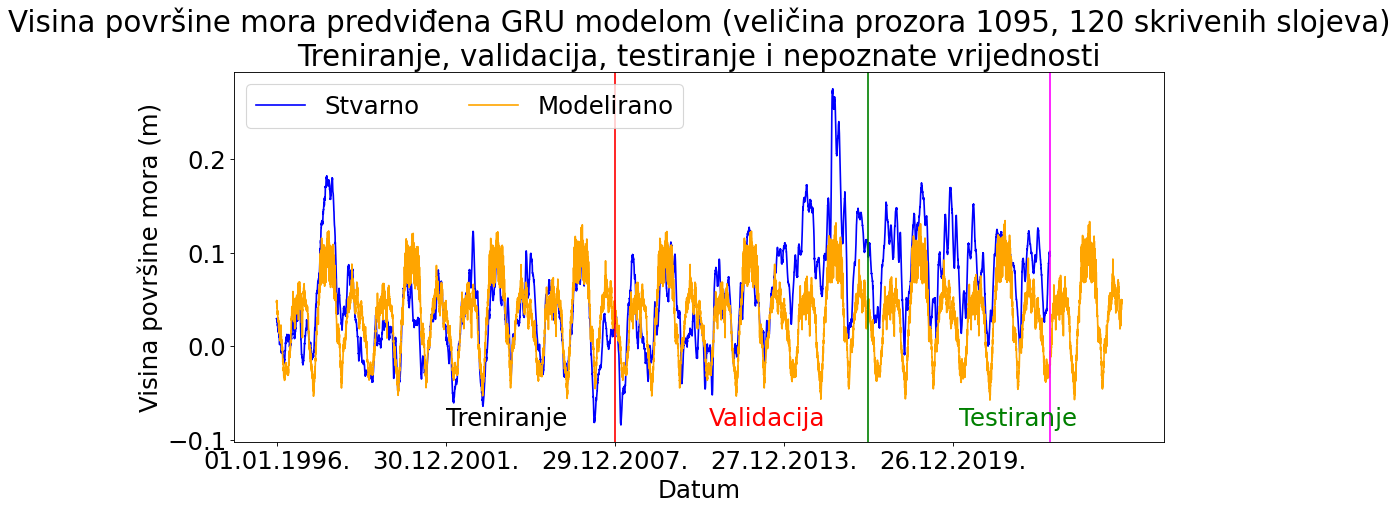 Visina površine mora predviđena GRU modelom (veličina prozora 1095, 120 skrivenih slojeva)
Treniranje, validacija, testiranje i nepoznate vrijednosti
Stvarno
Modelirano
Visina površine mora (m)
0.2
0.1
0.0
−0.1
Treniranje
Validacija
Testiranje
01.01.1996.
30.12.2001.
29.12.2007.
27.12.2013.
26.12.2019.
Datum